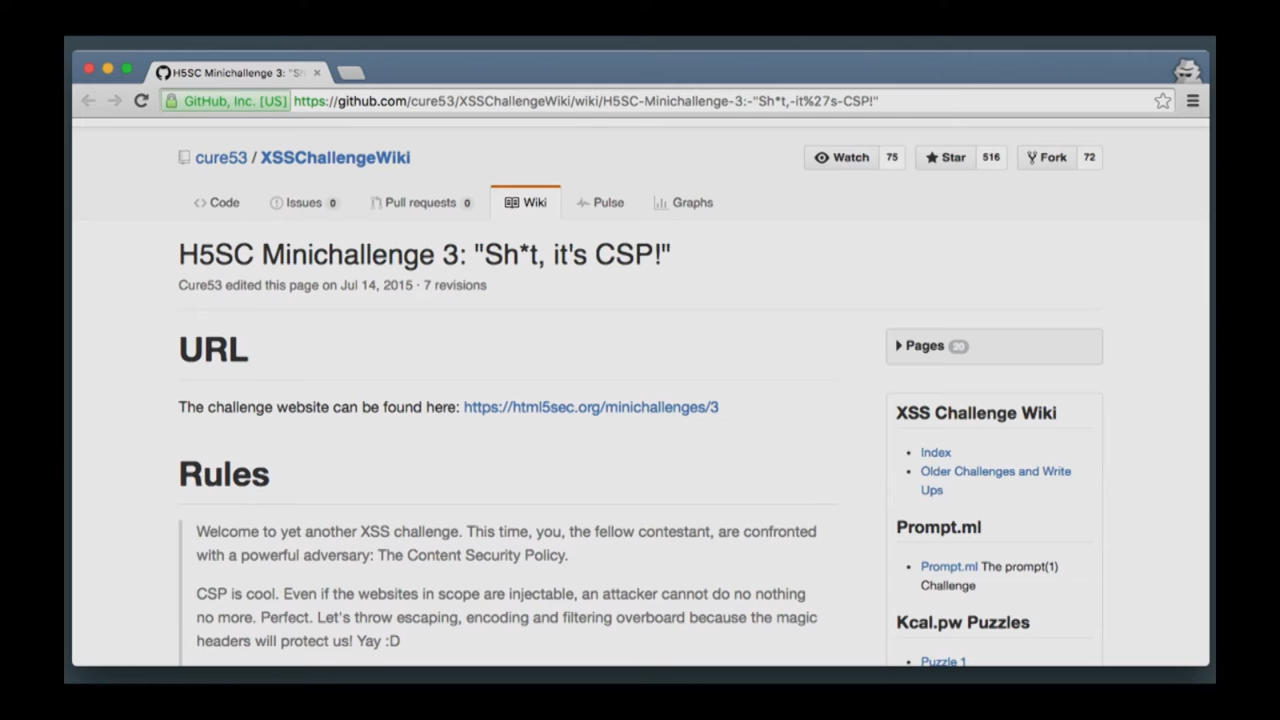 H5SC Minichallenge 3: "Sh
GitHub, Inc. [US] https://github.com/cure53/XSSChallengeWiki/wiki/H5SC-Minichallenge-3:-"Sh*t,-it%27s-CSP!"
cure53 / XSSChallengeWiki
Watch 75 Star 516 Fork 72
Code Issues 0 Pull requests 0 Wiki Pulse Graphs
H5SC Minichallenge 3: "Sh*t, it's CSP!"
Cure53 edited this page on Jul 14, 2015 · 7 revisions
URL
The challenge website can be found here: https://html5sec.org/minichallenges/3
Rules
Welcome to yet another XSS challenge. This time, you, the fellow contestant, are confronted
with a powerful adversary: The Content Security Policy.
CSP is cool. Even if the websites in scope are injectable, an attacker cannot do no nothing
no more. Perfect. Let's throw escaping, encoding and filtering overboard because the magic
headers will protect us! Yay :D
Pages 20
XSS Challenge Wiki
• Index
• Older Challenges and Write
Ups
Prompt.ml
• Prompt.ml The prompt(1)
Challenge
Kcal.pw Puzzles
• Puzzle 1